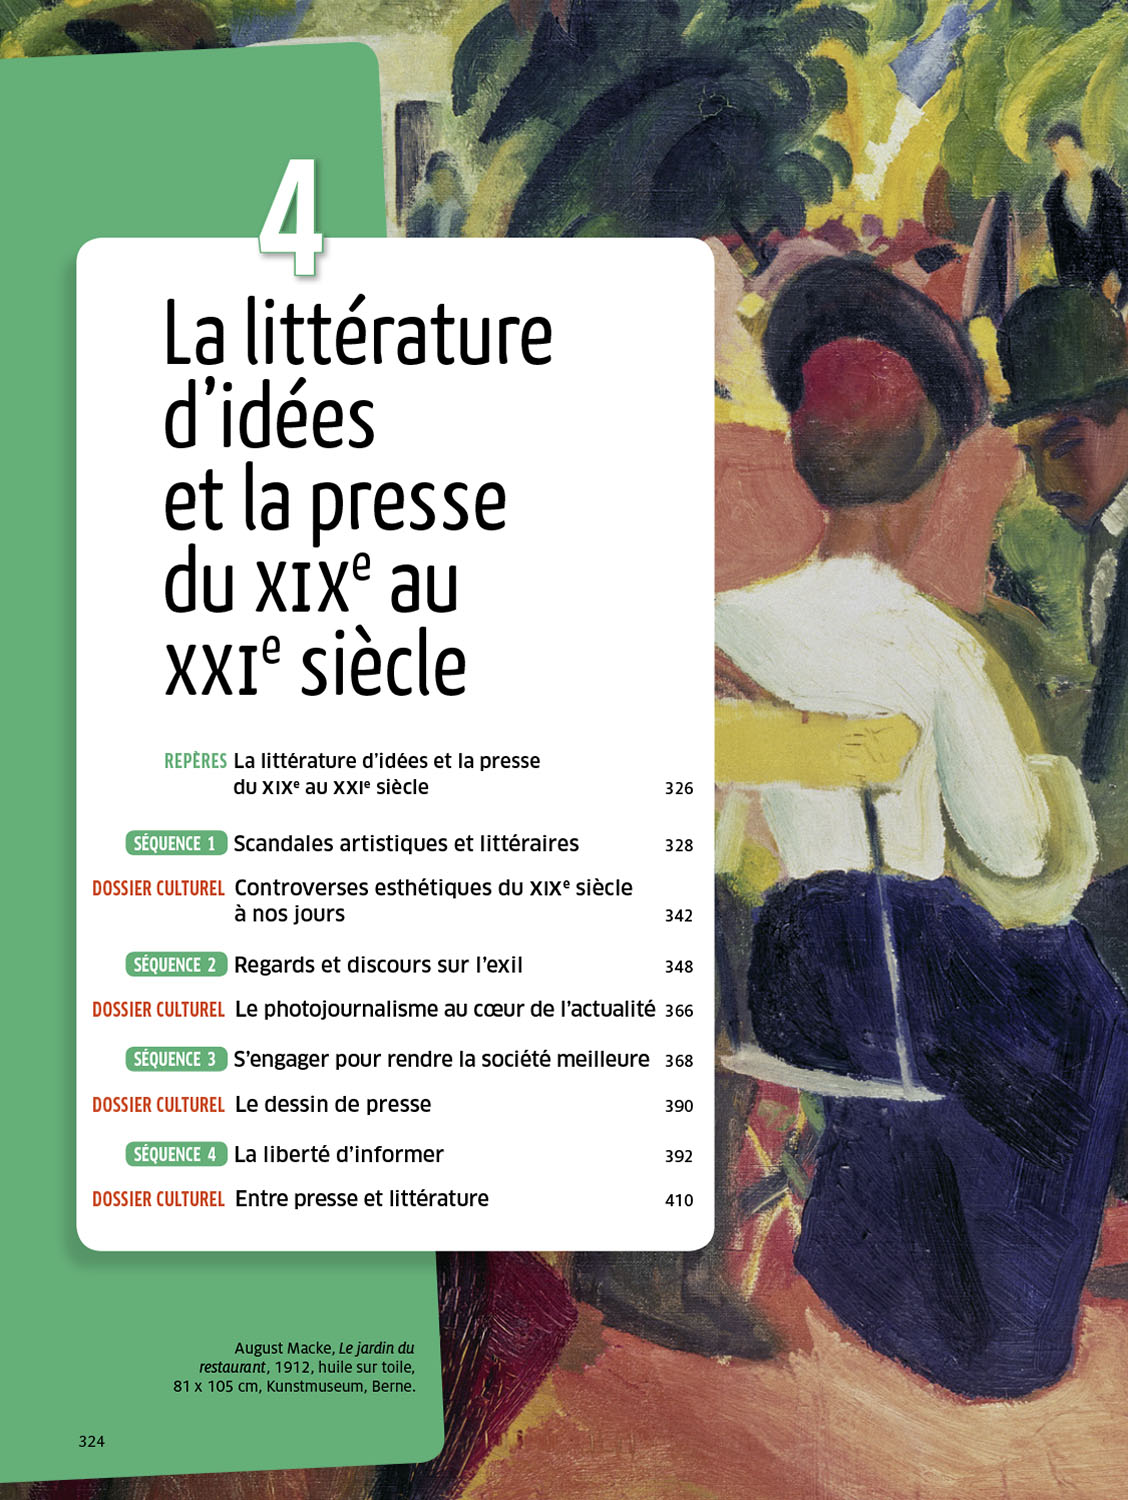 4
La littérature
d’idées
et la presse
du XIXe au
XXIe siècle
REPÈRES La littérature d’idées et la presse
du XIXe au XXIe siècle 326
SÉQUENCE 1 Scandales artistiques et littéraires 328
DOSSIER CULTUREL Controverses esthétiques du XIXe siècle
à nos jours 342
SÉQUENCE 2 Regards et discours sur l’exil 348
DOSSIER CULTUREL Le photojournalisme au cœur de l’actualité 366
SÉQUENCE 3 S’engager pour rendre la société meilleure 368
DOSSIER CULTUREL Le dessin de presse 390
SÉQUENCE 4 La liberté d’informer 392
DOSSIER CULTUREL Entre presse et littérature 410
August Macke, Le jardin du
restaurant, 1912, huile sur toile,
81 x 105 cm, Kunstmuseum, Berne.
324